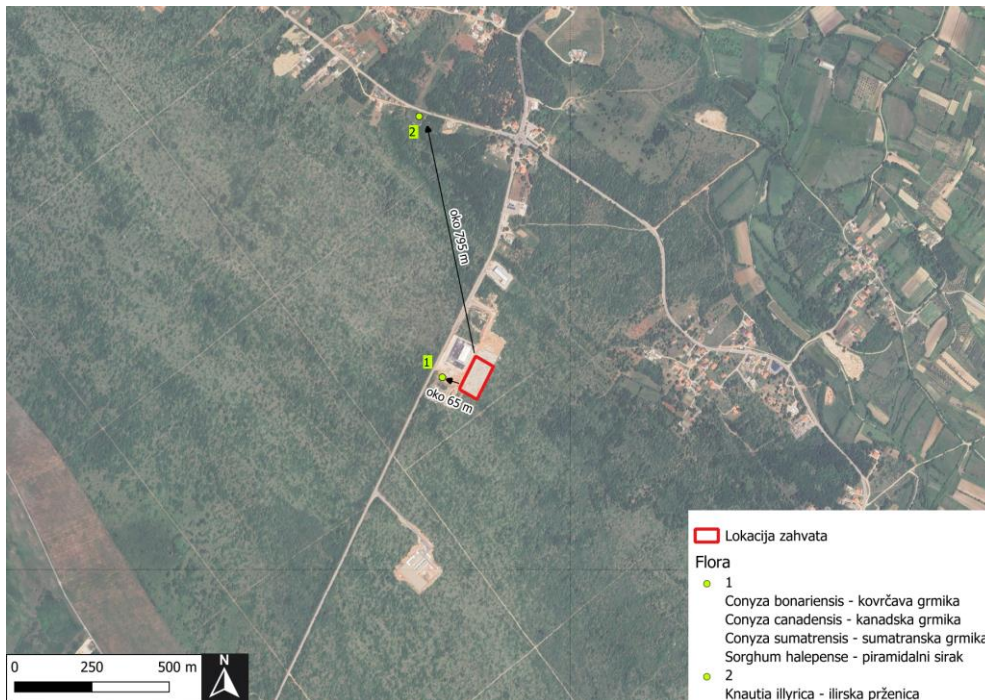 2
oko 795 m
1
oko 65 m
Lokacija zahvata
Flora
1
Conyza bonariensis - kovrčava grmika
Conyza canadensis - kanadska grmika
Conyza sumatrensis - sumatranska grmika
Sorghum halepense - piramidalni sirak
2
Knautia illyrica - ilirska prženica
0 250 500 m
N